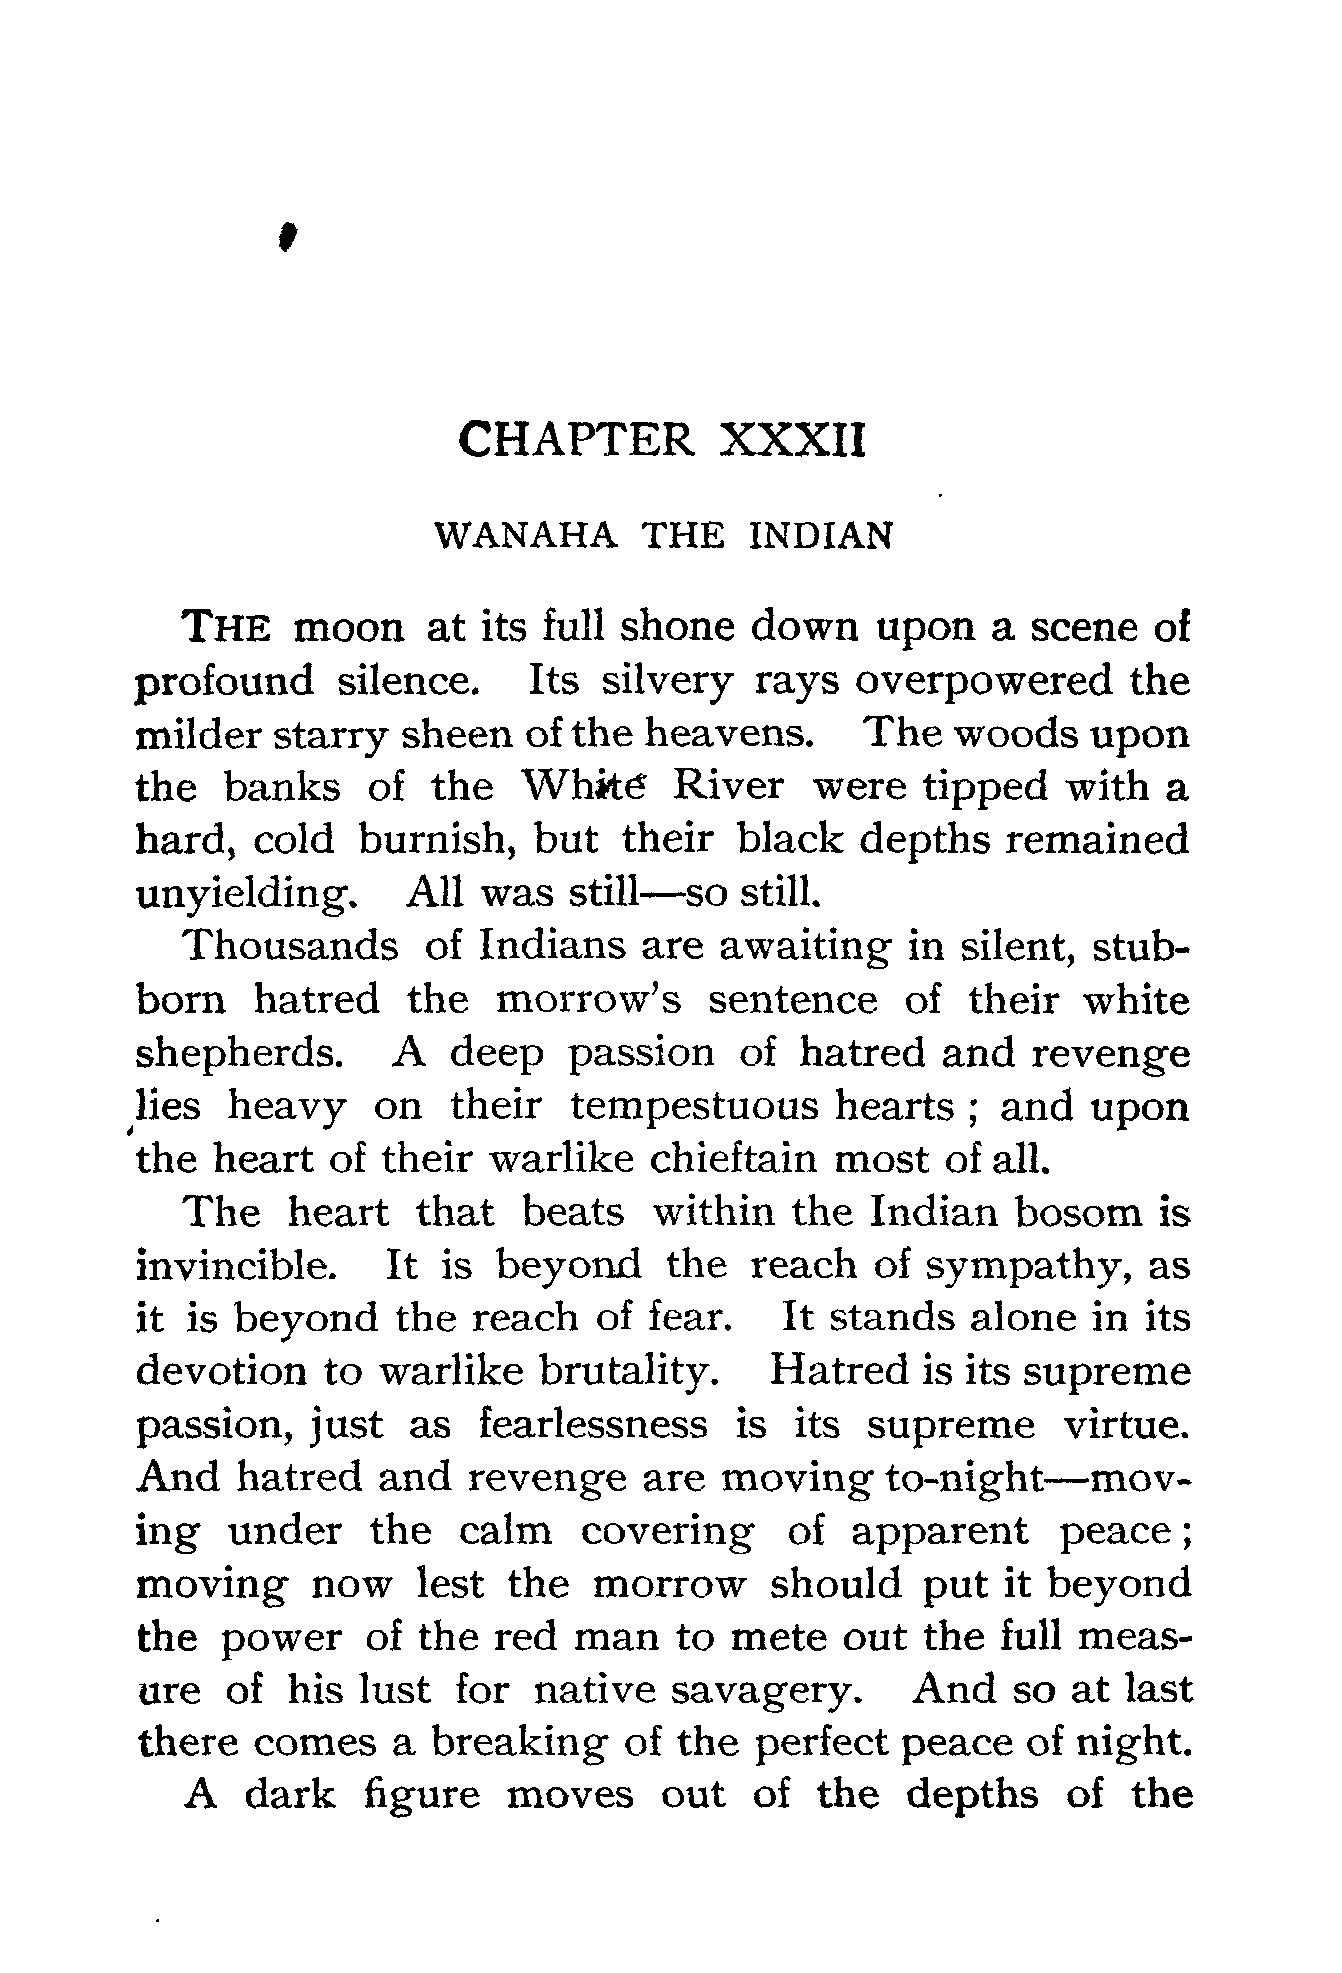 CHAPTER XXXII
WANAHA THE INDIAN
THE moon at its full shone down upon a scene of
profound silence. Its silvery rays overpowered the
milder starry sheen of the heavens. The woods upon
the banks of the White River were tipped with a
hard, cold burnish, but their black depths remained
unyielding. All was still—so still.
Thousands of Indians are awaiting in silent, stub-
born hatred the morrow's sentence of their white
shepherds. A deep passion of hatred and revenge
lies heavy on their tempestuous hearts ; and upon
the heart of their warlike chieftain most of all.
The heart that beats within the Indian bosom is
invincible. It is beyond the reach of sympathy, as
it is beyond the reach of fear. It stands alone in its
devotion to warlike brutality. Hatred is its supreme
passion, just as fearlessness is its supreme virtue.
And hatred and revenge are moving to-night—mov-
ing under the calm covering of apparent peace ;
moving now lest the morrow should put it beyond
the power of the red man to mete out the full meas-
ure of his lust for native savagery. And so at last
there comes a breaking of the perfect peace of night.
A dark figure moves out of the depths of the